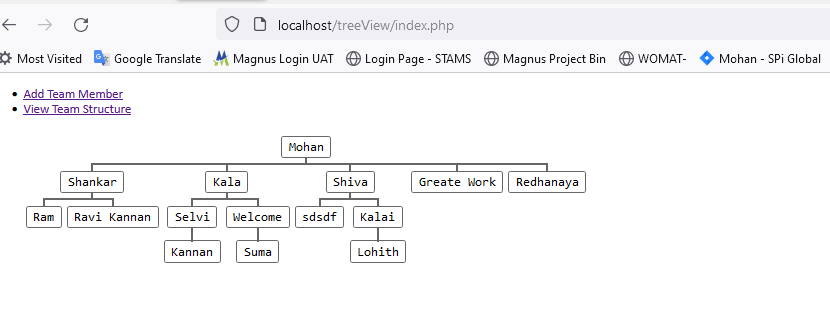 localhost/treeView/index.php
Most Visited Google Translate Magnus Login UAT Login Page - STAMS Magnus Project Bin WOMAT- Mohan - SPi Global
Add Team Member
View Team Structure
Mohan
Shankar Kala Shiva Greate Work Redhanaya
Ram Ravi Kannan Selvi Welcome sdsdf Kalai
Kannan Suma Lohith